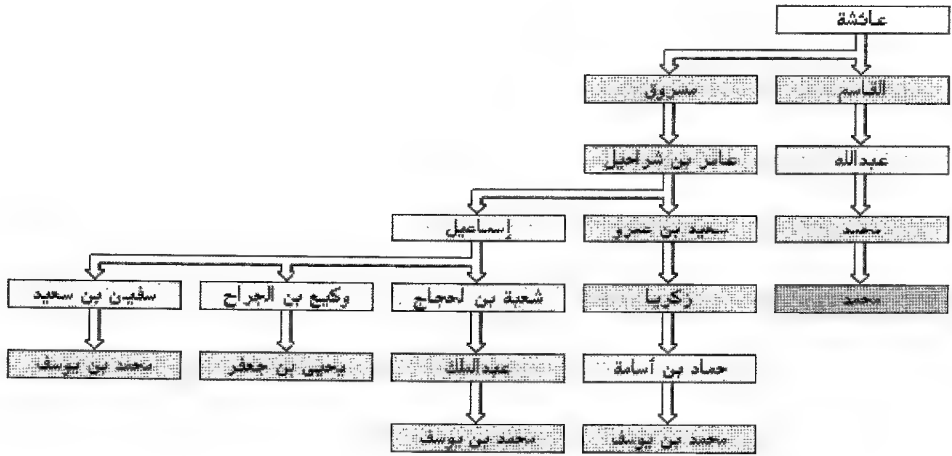 عائشة
القاسم
مسروق
عبدالله
عامر بن شراحيل
محمد
سعيد بن عمرو
إسماعيل
محمد
زكريا
شعبة بن لحجاج
وكيع بن الجراح
سفين بن سعيد
حماد بن أسامة
عبدالملك
يحيى بن جعفر
محمد بن يوسف
محمد بن يوسف
محمد بن يوسف